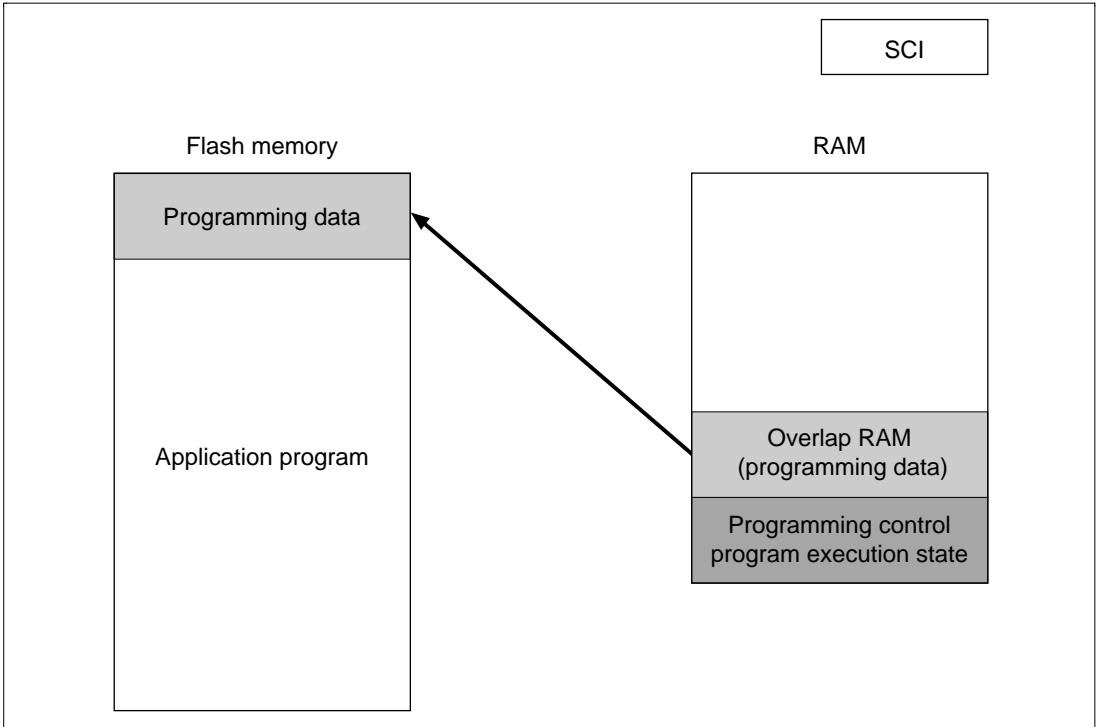 SCI
Flash memory
RAM
Programming data
Application program
Overlap RAM
(programming data)
Programming control
program execution state